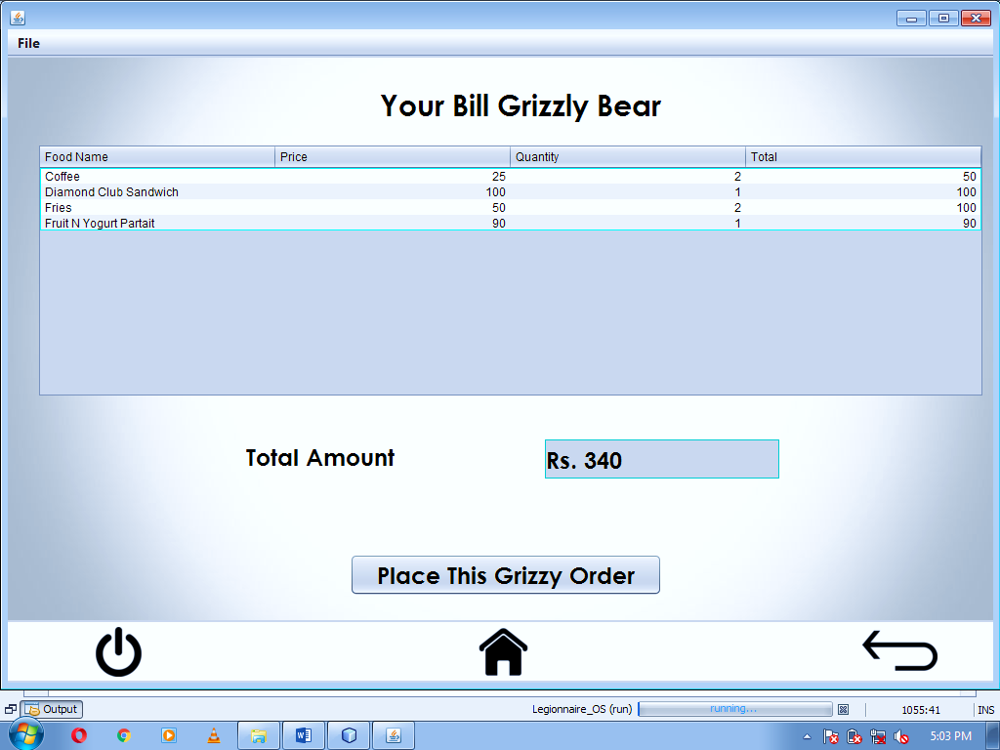 File
Your Bill Grizzly Bear
Food Name Price Quantity Total
Coffee 25 2 50
Diamond Club Sandwich 100 1 100
Fries 50 2 100
Fruit N Yogurt Partait 90 1 90
Total Amount Rs. 340
Place This Grizzy Order
Output Legionnaire_OS (run) running... 1055:41 INS
5:03 PM